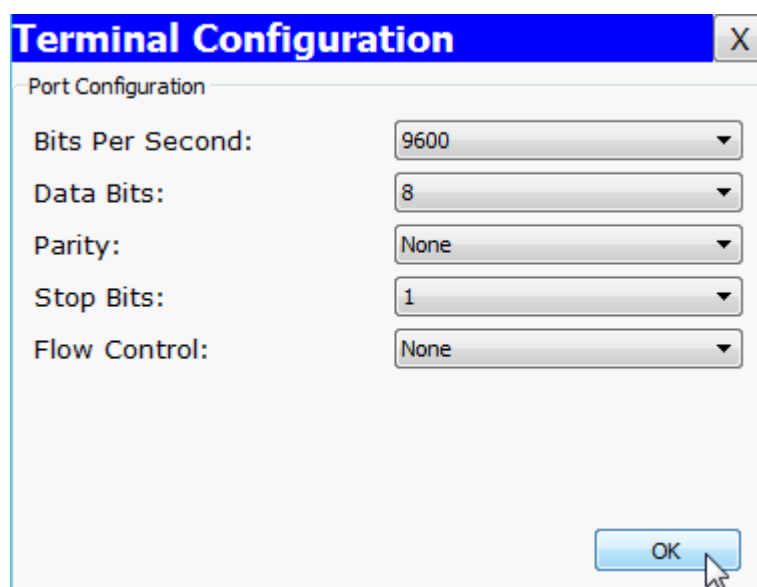 Terminal Configuration X
Port Configuration
Bits Per Second: 9600
Data Bits: 8
Parity: None
Stop Bits: 1
Flow Control: None
OK